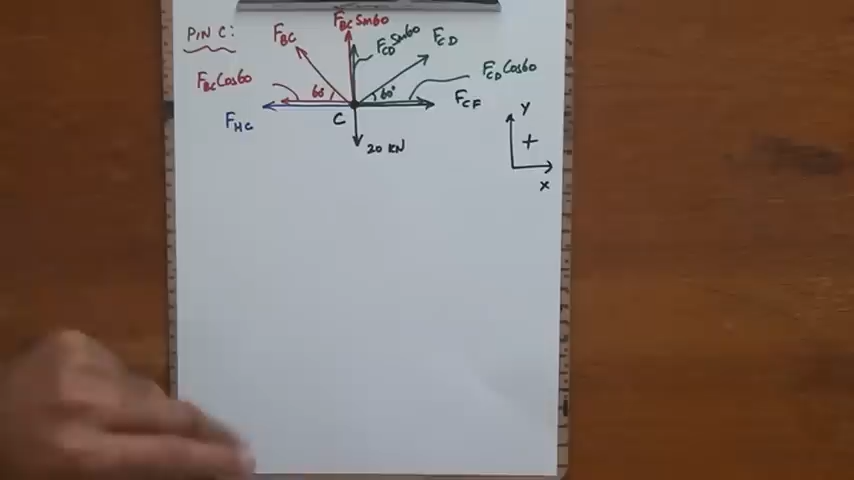 PIN C:
F_BC Sin60
F_BC
F_CD Sin60
F_CD
F_BC Cos60
60
60°
F_CD Cos60
F_CF
F_HC
C
20 KN
Y
+
X